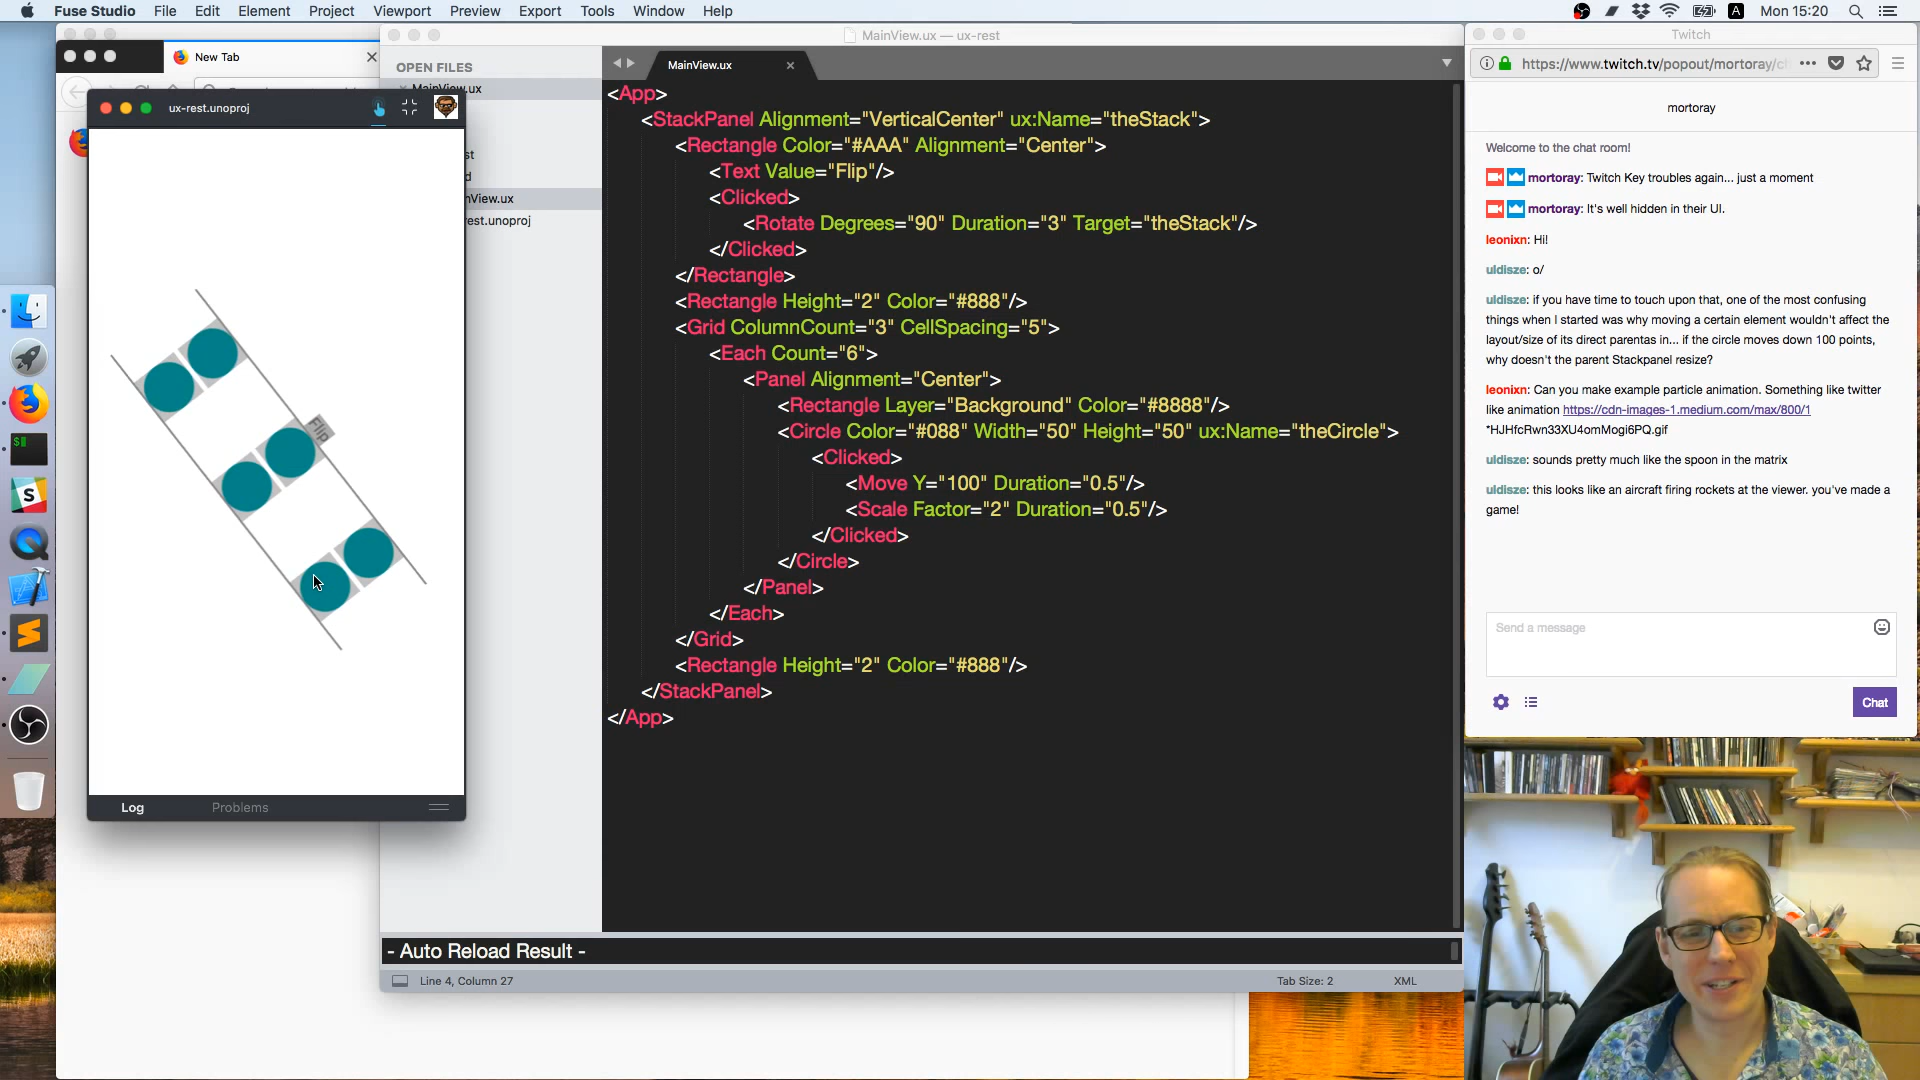 Fuse Studio File Edit Element Project Viewport Preview Export Tools Window Help A Mon 15:20
New Tab
ux-rest.unoproj
Flip
Log Problems
MainView.ux — ux-rest
OPEN FILES
MainView.ux
st
d
nView.ux
rest.unoproj
MainView.ux
<App>
<StackPanel Alignment="VerticalCenter" ux:Name="theStack">
<Rectangle Color="#AAA" Alignment="Center">
<Text Value="Flip"/>
<Clicked>
<Rotate Degrees="90" Duration="3" Target="theStack"/>
</Clicked>
</Rectangle>
<Rectangle Height="2" Color="#888"/>
<Grid ColumnCount="3" CellSpacing="5">
<Each Count="6">
<Panel Alignment="Center">
<Rectangle Layer="Background" Color="#8888"/>
<Circle Color="#088" Width="50" Height="50" ux:Name="theCircle">
<Clicked>
<Move Y="100" Duration="0.5"/>
<Scale Factor="2" Duration="0.5"/>
</Clicked>
</Circle>
</Panel>
</Each>
</Grid>
<Rectangle Height="2" Color="#888"/>
</StackPanel>
</App>
- Auto Reload Result -
Line 4, Column 27 Tab Size: 2 XML
Twitch
https://www.twitch.tv/popout/mortoray/c
mortoray
Welcome to the chat room!
mortoray: Twitch Key troubles again... just a moment
mortoray: It's well hidden in their UI.
leonixn: Hi!
uldisze: o/
uldisze: if you have time to touch upon that, one of the most confusing
things when I started was why moving a certain element wouldn't affect the
layout/size of its direct parentas in... if the circle moves down 100 points,
why doesn't the parent Stackpanel resize?
leonixn: Can you make example particle animation. Something like twitter
like animation https://cdn-images-1.medium.com/max/800/1
*HJHfcRwn33XU4omMogi6PQ.gif
uldisze: sounds pretty much like the spoon in the matrix
uldisze: this looks like an aircraft firing rockets at the viewer. you've made a
game!
Send a message
Chat